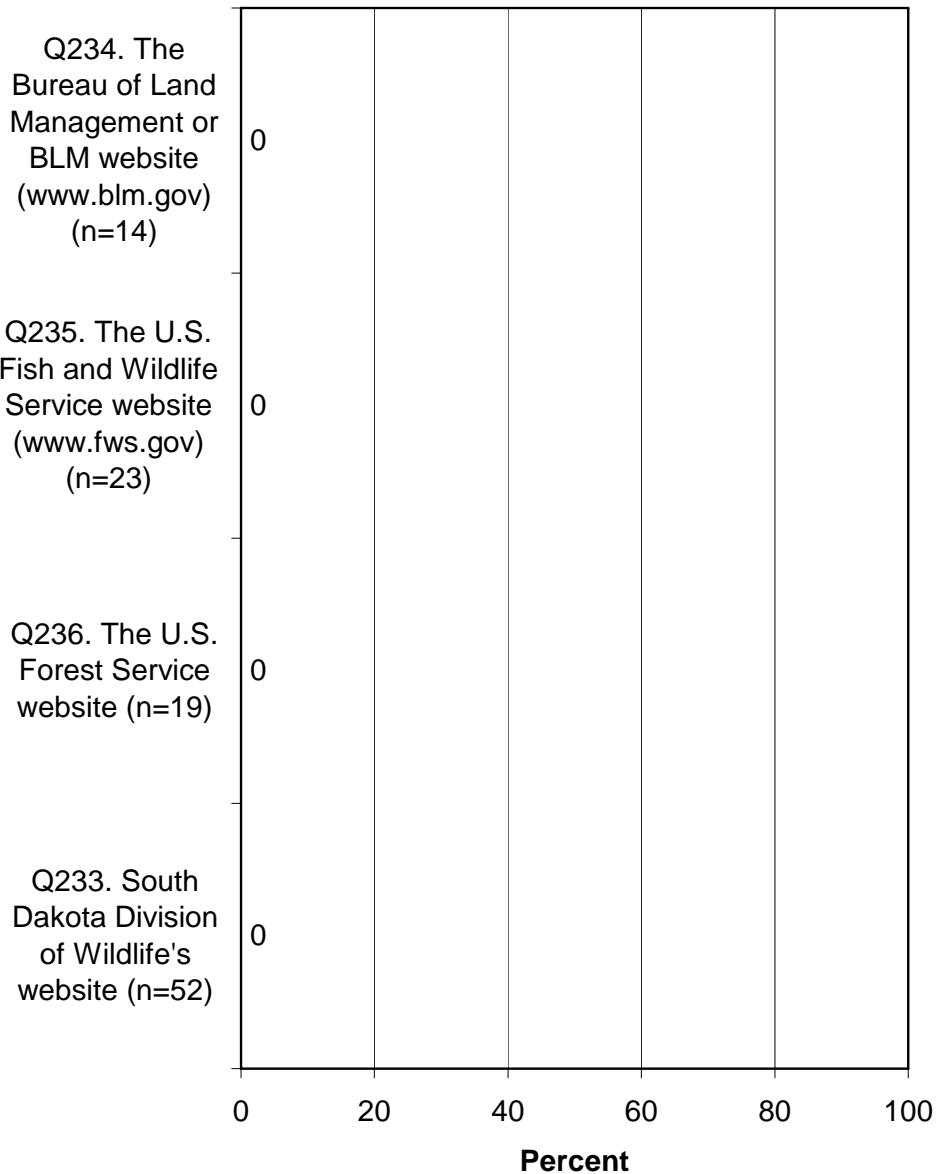 Q234. The
Bureau of Land
Management or
BLM website
(www.blm.gov)
(n=14)
0
Q235. The U.S.
Fish and Wildlife
Service website
(www.fws.gov)
(n=23)
0
Q236. The U.S.
Forest Service
website (n=19)
0
Q233. South
Dakota Division
of Wildlife's
website (n=52)
0
0 20 40 60 80 100
Percent